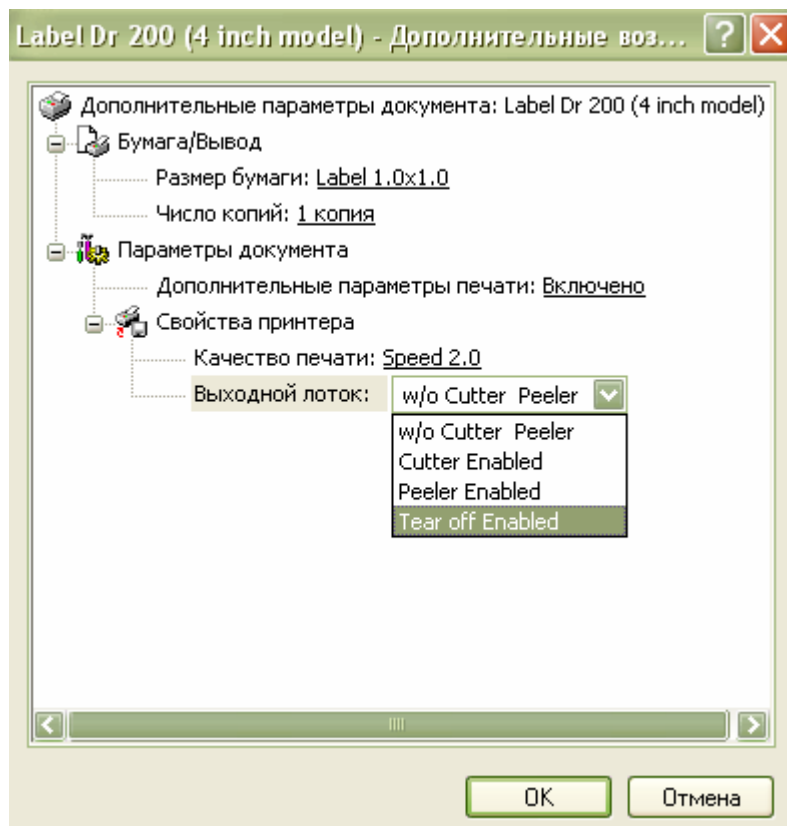 Label Dr 200 (4 inch model) - Дополнительные воз...
Дополнительные параметры документа: Label Dr 200 (4 inch model)
Бумага/Вывод
Размер бумаги: Label 1.0x1.0
Число копий: 1 копия
Параметры документа
Дополнительные параметры печати: Включено
Свойства принтера
Качество печати: Speed 2.0
Выходной лоток: w/o Cutter Peeler
w/o Cutter Peeler
Cutter Enabled
Peeler Enabled
Tear off Enabled
OK Отмена